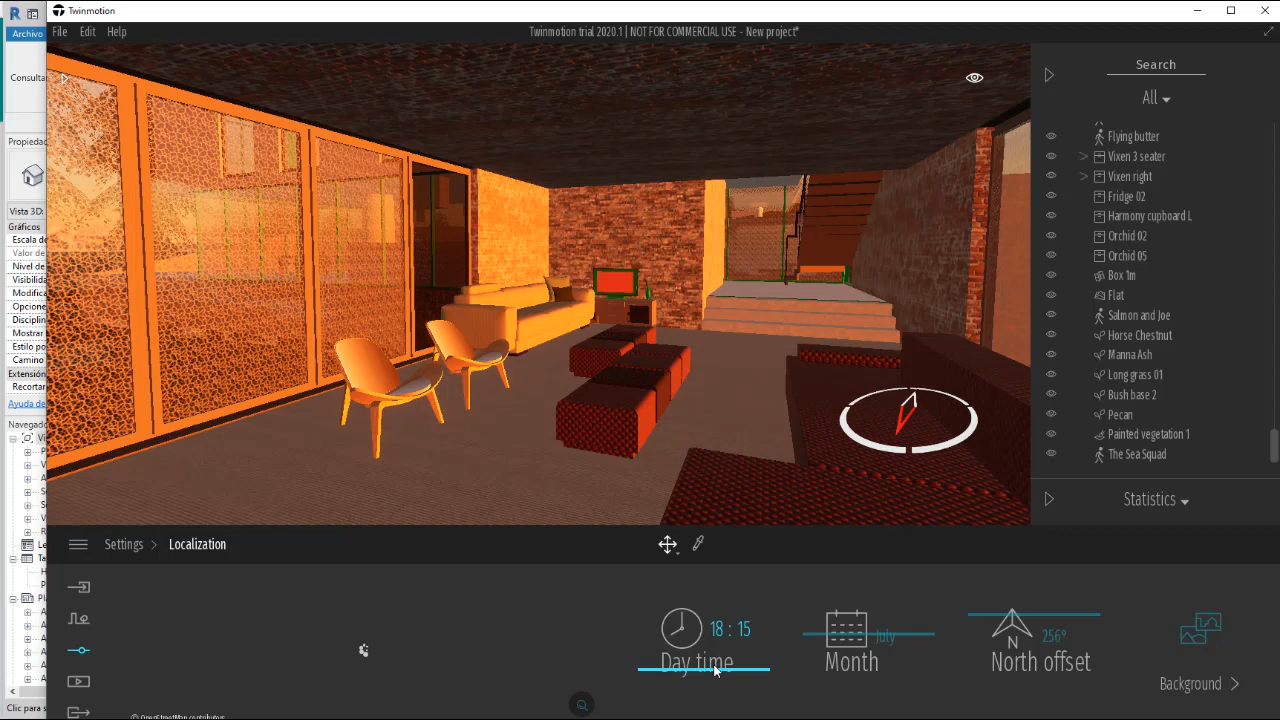 Twinmotion
File Edit Help
Twinmotion trial 2020.1 | NOT FOR COMMERCIAL USE - New project*
Archivo
Consulta
Propiedad
Vista 3D:
Gráficos
Escala de
Valor de
Nivel de
Visibilida
Modifica
Opcione
Disciplin
Mostrar
Estilo po
Camino
Extensión
Recortar
Ayuda de
Navegado
Clic para s
Search
All
Flying butter
Vixen 3 seater
Vixen right
Fridge 02
Harmony cupboard L
Orchid 02
Orchid 05
Box 1m
Flat
Salmon and Joe
Horse Chestnut
Manna Ash
Long grass 01
Bush base 2
Pecan
Painted vegetation 1
The Sea Squad
Statistics
Settings > Localization
18 : 15
Day time
July
Month
N
256°
North offset
Background
© OpenStreetMap contributors